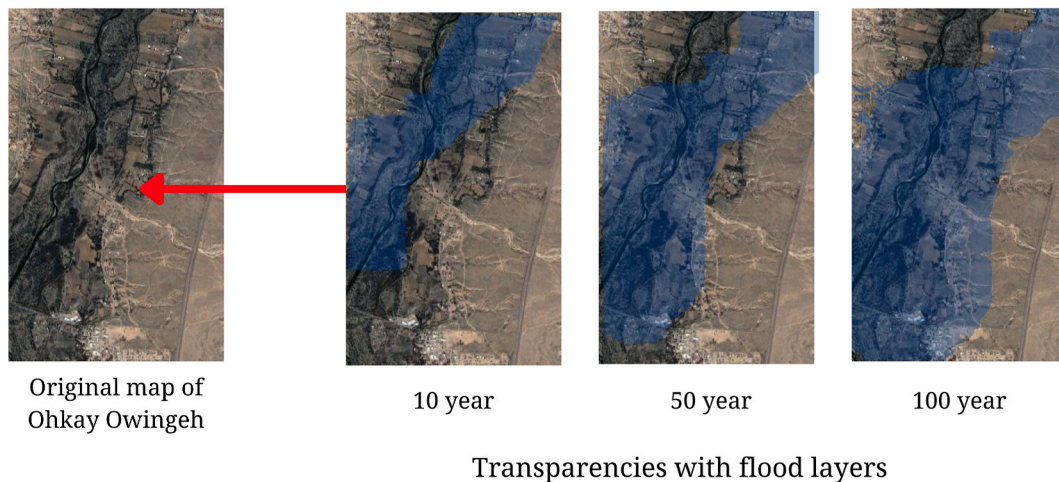 Original map of
Ohkay Owingeh
10 year
50 year
100 year
Transparencies with flood layers